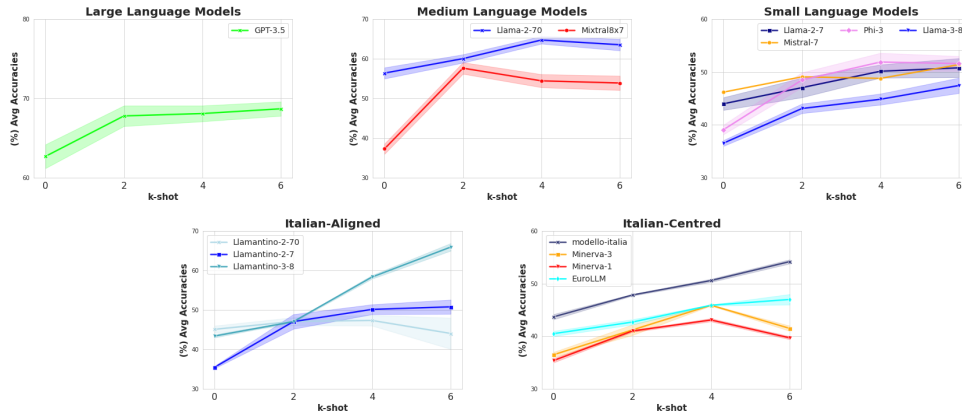 Large Language Models
GPT-3.5
(%) Avg Accuracies
80
70
60
0 2 4 6
k-shot
Medium Language Models
Llama-2-70 Mixtral8x7
(%) Avg Accuracies
70
60
50
40
30
0 2 4 6
k-shot
Small Language Models
Llama-2-7 Phi-3 Llama-3-8
Mistral-7
(%) Avg Accuracies
60
50
40
30
0 2 4 6
k-shot
Italian-Aligned
Llamantino-2-70
Llamantino-2-7
Llamantino-3-8
(%) Avg Accuracies
70
60
50
40
30
0 2 4 6
k-shot
Italian-Centred
modello-italia
Minerva-3
Minerva-1
EuroLLM
(%) Avg Accuracies
60
50
40
30
0 2 4 6
k-shot